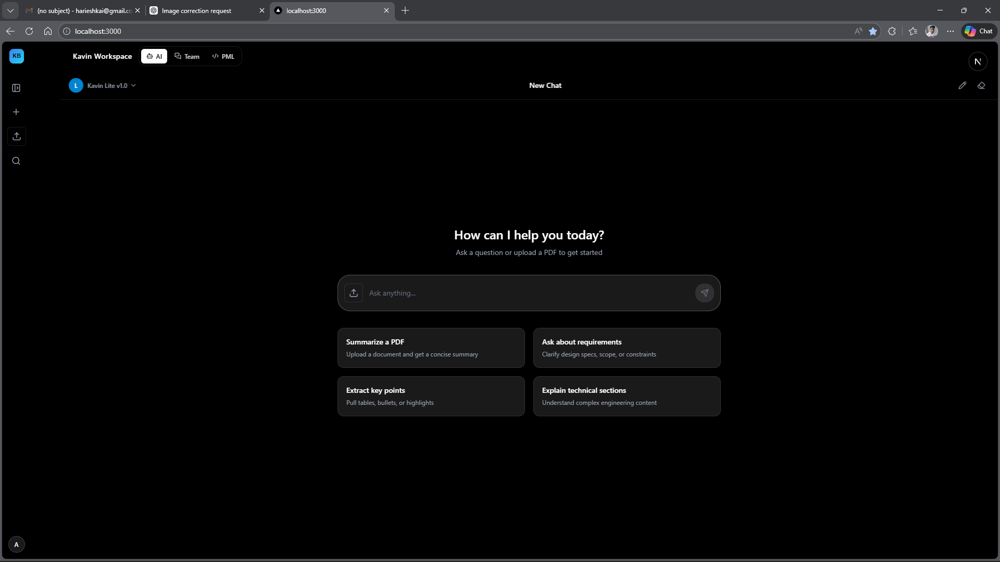 (no subject) - harieshkai@gmail.co
Image correction request
localhost:3000
localhost:3000
Chat
KB
Kavin Workspace
AI
Team
PML
N
L
Kavin Lite v1.0
New Chat
How can I help you today?
Ask a question or upload a PDF to get started
Ask anything...
Summarize a PDF
Upload a document and get a concise summary
Ask about requirements
Clarify design specs, scope, or constraints
Extract key points
Pull tables, bullets, or highlights
Explain technical sections
Understand complex engineering content
A